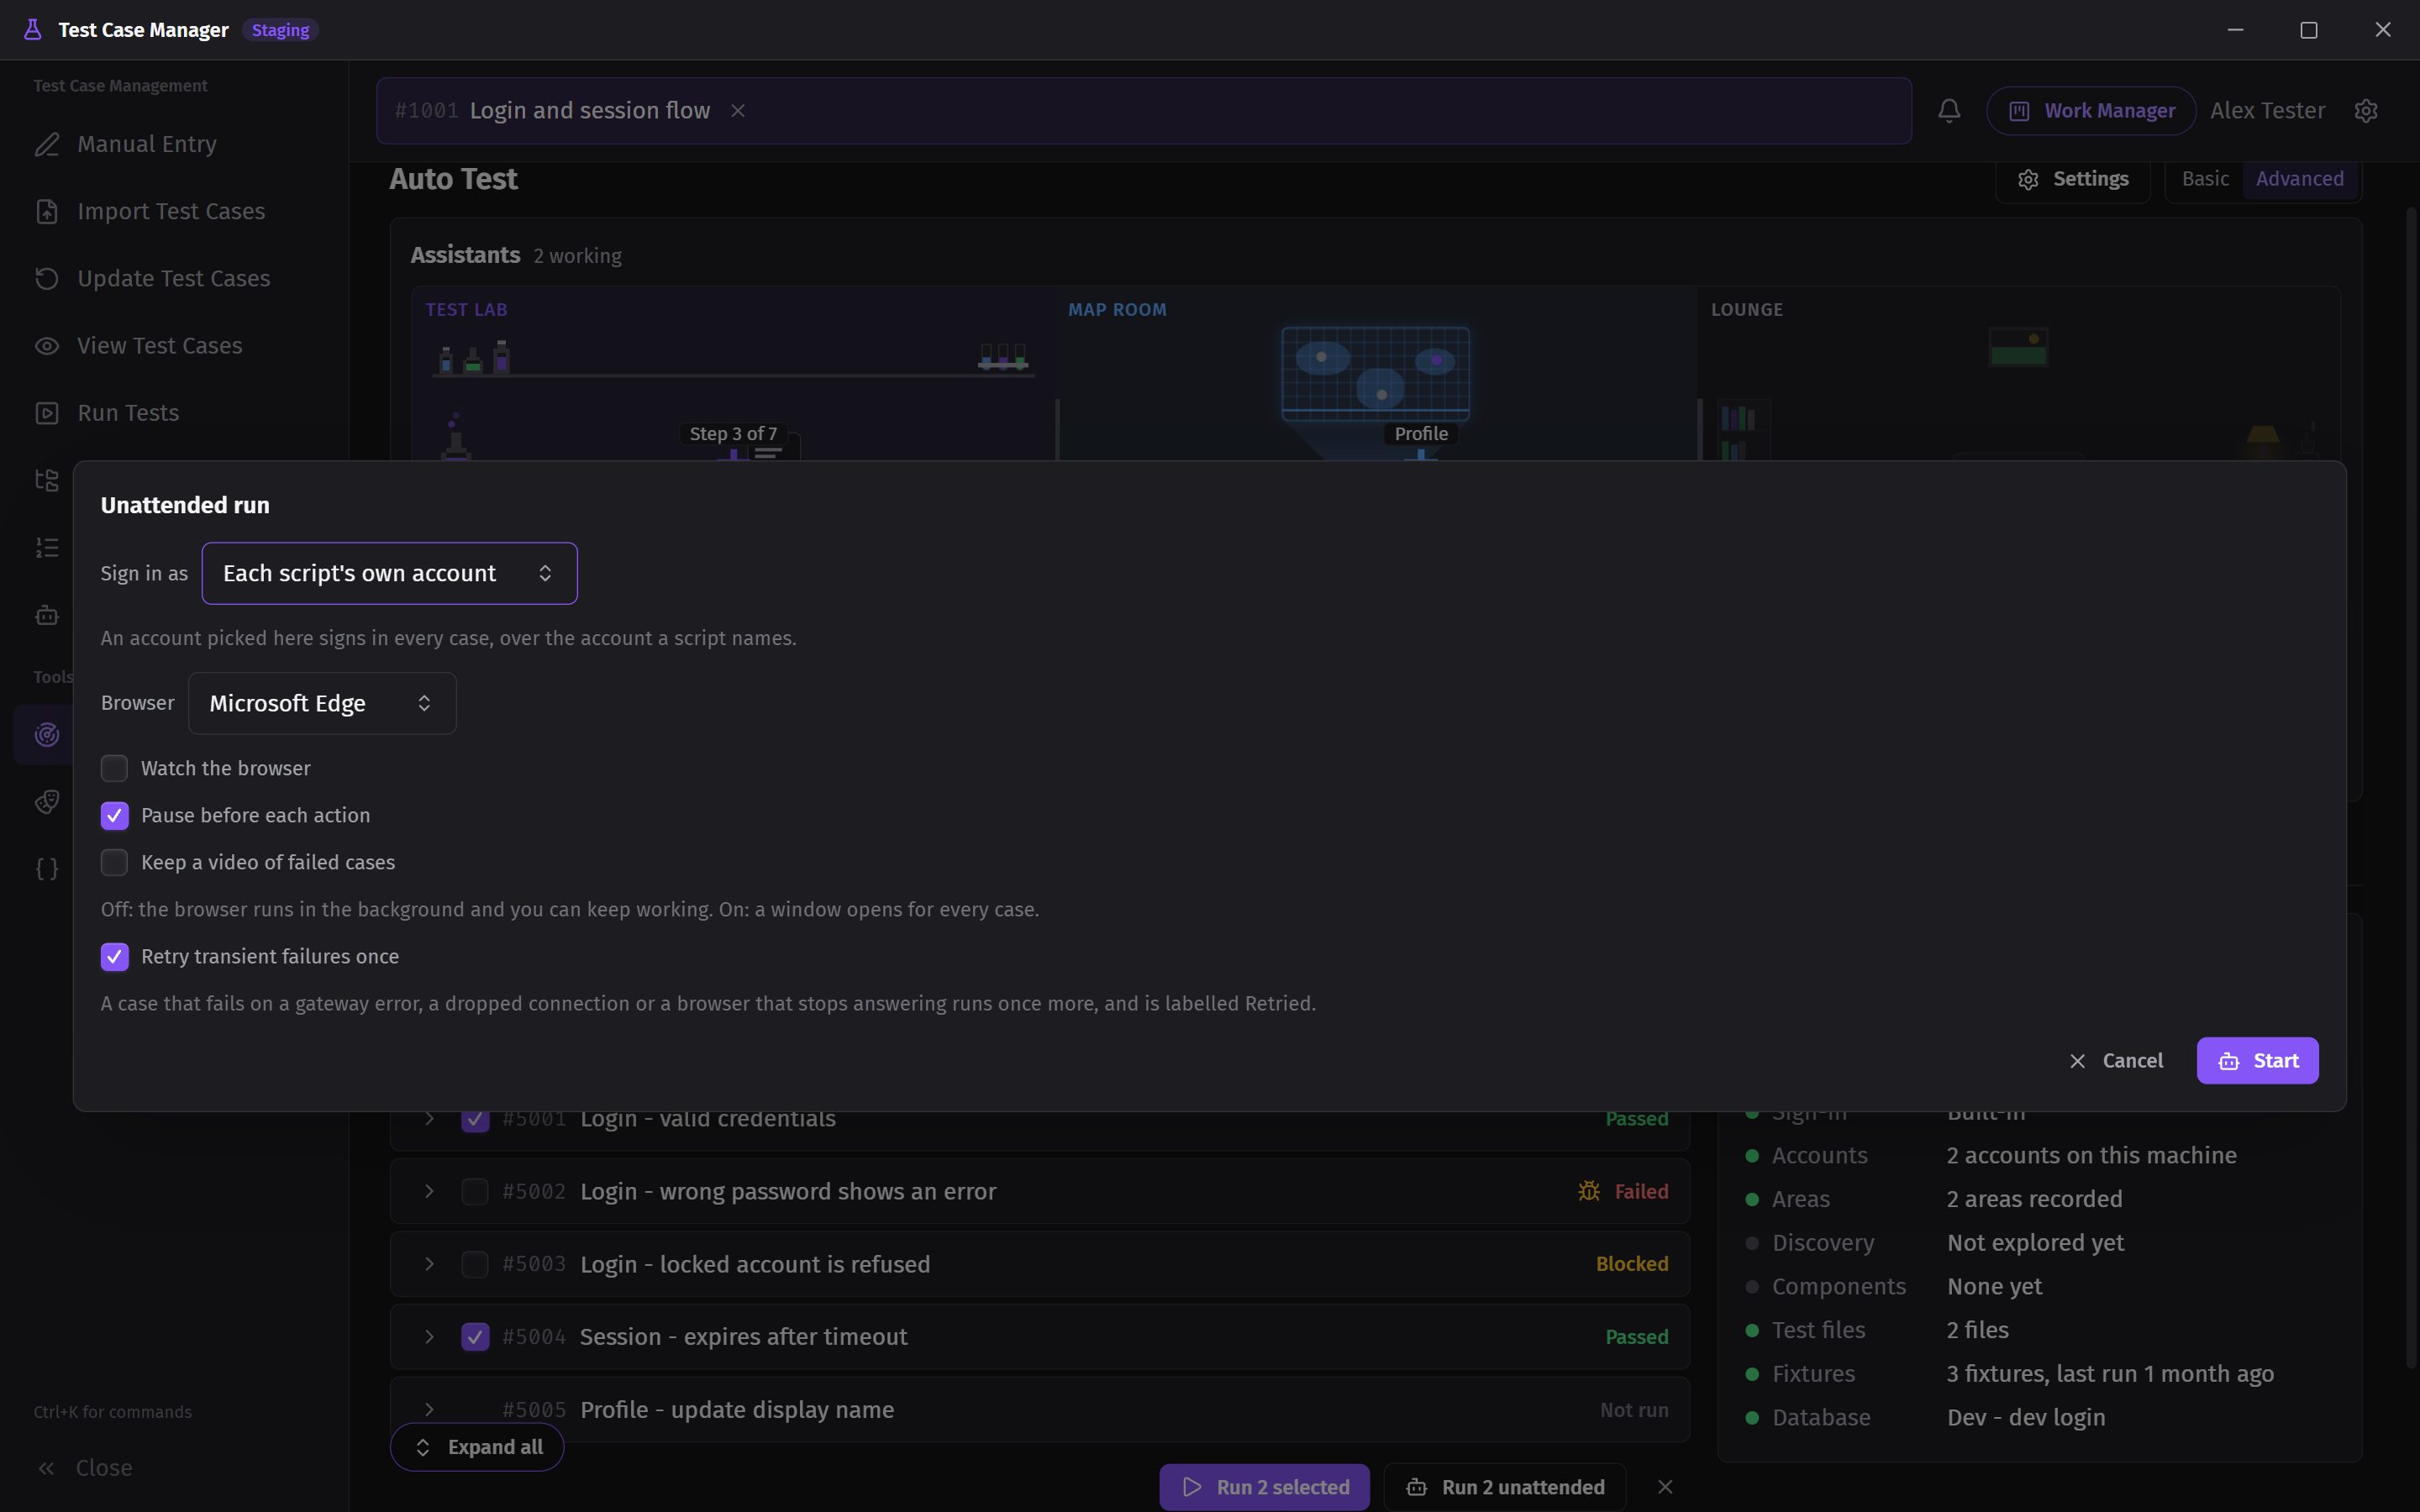 Test Case Manager Staging
Test Case Management
Manual Entry
Import Test Cases
Update Test Cases
View Test Cases
Run Tests
Tools
Ctrl+K for commands
Close
#1001 Login and session flow
Work Manager
Alex Tester
Auto Test
Settings
Basic
Advanced
Assistants 2 working
TEST LAB
MAP ROOM
LOUNGE
Step 3 of 7
Profile
Unattended run
Sign in as Each script's own account
An account picked here signs in every case, over the account a script names.
Browser Microsoft Edge
Watch the browser
Pause before each action
Keep a video of failed cases
Off: the browser runs in the background and you can keep working. On: a window opens for every case.
Retry transient failures once
A case that fails on a gateway error, a dropped connection or a browser that stops answering runs once more, and is labelled Retried.
Cancel
Start
#5001 Login - valid credentials Passed
#5002 Login - wrong password shows an error Failed
#5003 Login - locked account is refused Blocked
#5004 Session - expires after timeout Passed
#5005 Profile - update display name Not run
Expand all
Run 2 selected
Run 2 unattended
Sign-in Built-in
Accounts 2 accounts on this machine
Areas 2 areas recorded
Discovery Not explored yet
Components None yet
Test files 2 files
Fixtures 3 fixtures, last run 1 month ago
Database Dev - dev login